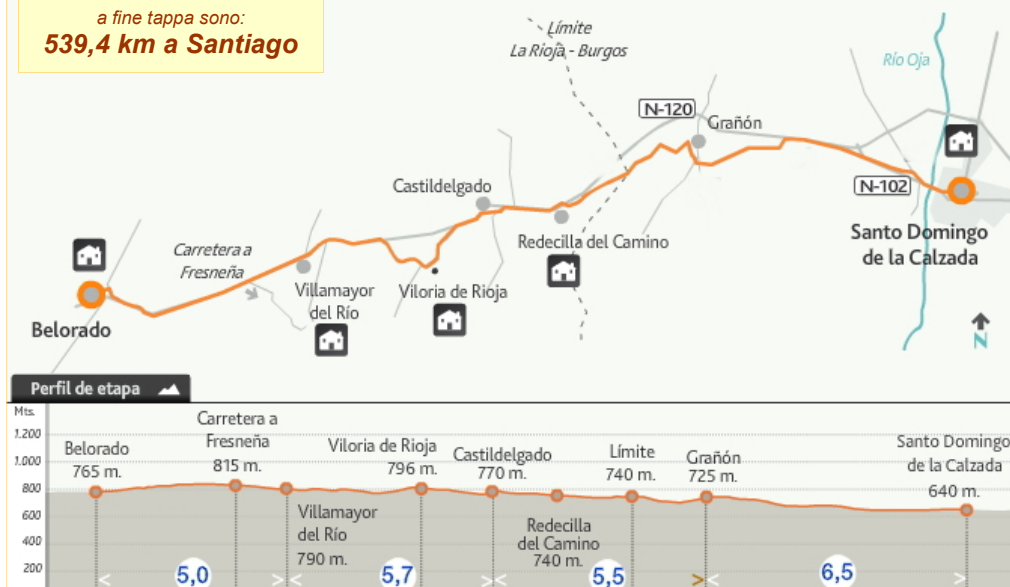 a fine tappa sono:
539,4 km a Santiago
Límite
La Rioja - Burgos
Río Oja
N-120
Grañón
N-102
Castildelgado
Santo Domingo
de la Calzada
Redecilla del Camino
Carretera a
Fresneña
Villamayor
del Río
Viloria de Rioja
Belorado
N
Perfil de etapa
Mts.
1.200
1.000
800
600
400
200
Belorado
765 m.
Carretera a
Fresneña
815 m.
Villamayor
del Río
790 m.
Viloria de Rioja
796 m.
Castildelgado
770 m.
Redecilla
del Camino
740 m.
Límite
740 m.
Grañón
725 m.
Santo Domingo
de la Calzada
640 m.
5,0
5,7
5,5
6,5